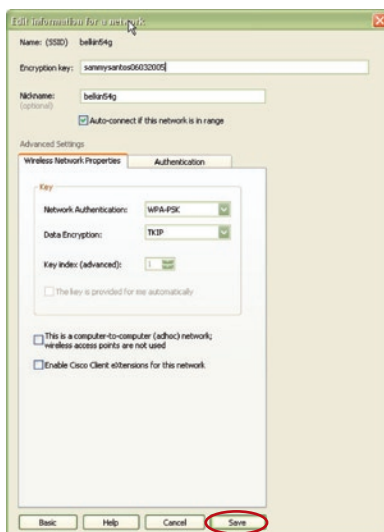 Edit information for a network
Name: (SSID) belkin54g
Encryption key: sammysantos06032005
Nickname: belkin54g
(optional)
Auto-connect if this network is in range
Advanced Settings
Wireless Network Properties Authentication
Key
Network Authentication: WPA-PSK
Data Encryption: TKIP
Key index (advanced): 1
The key is provided for me automatically
This is a computer-to-computer (adhoc) network;
wireless access points are not used
Enable Cisco Client eXtensions for this network
Basic Help Cancel Save